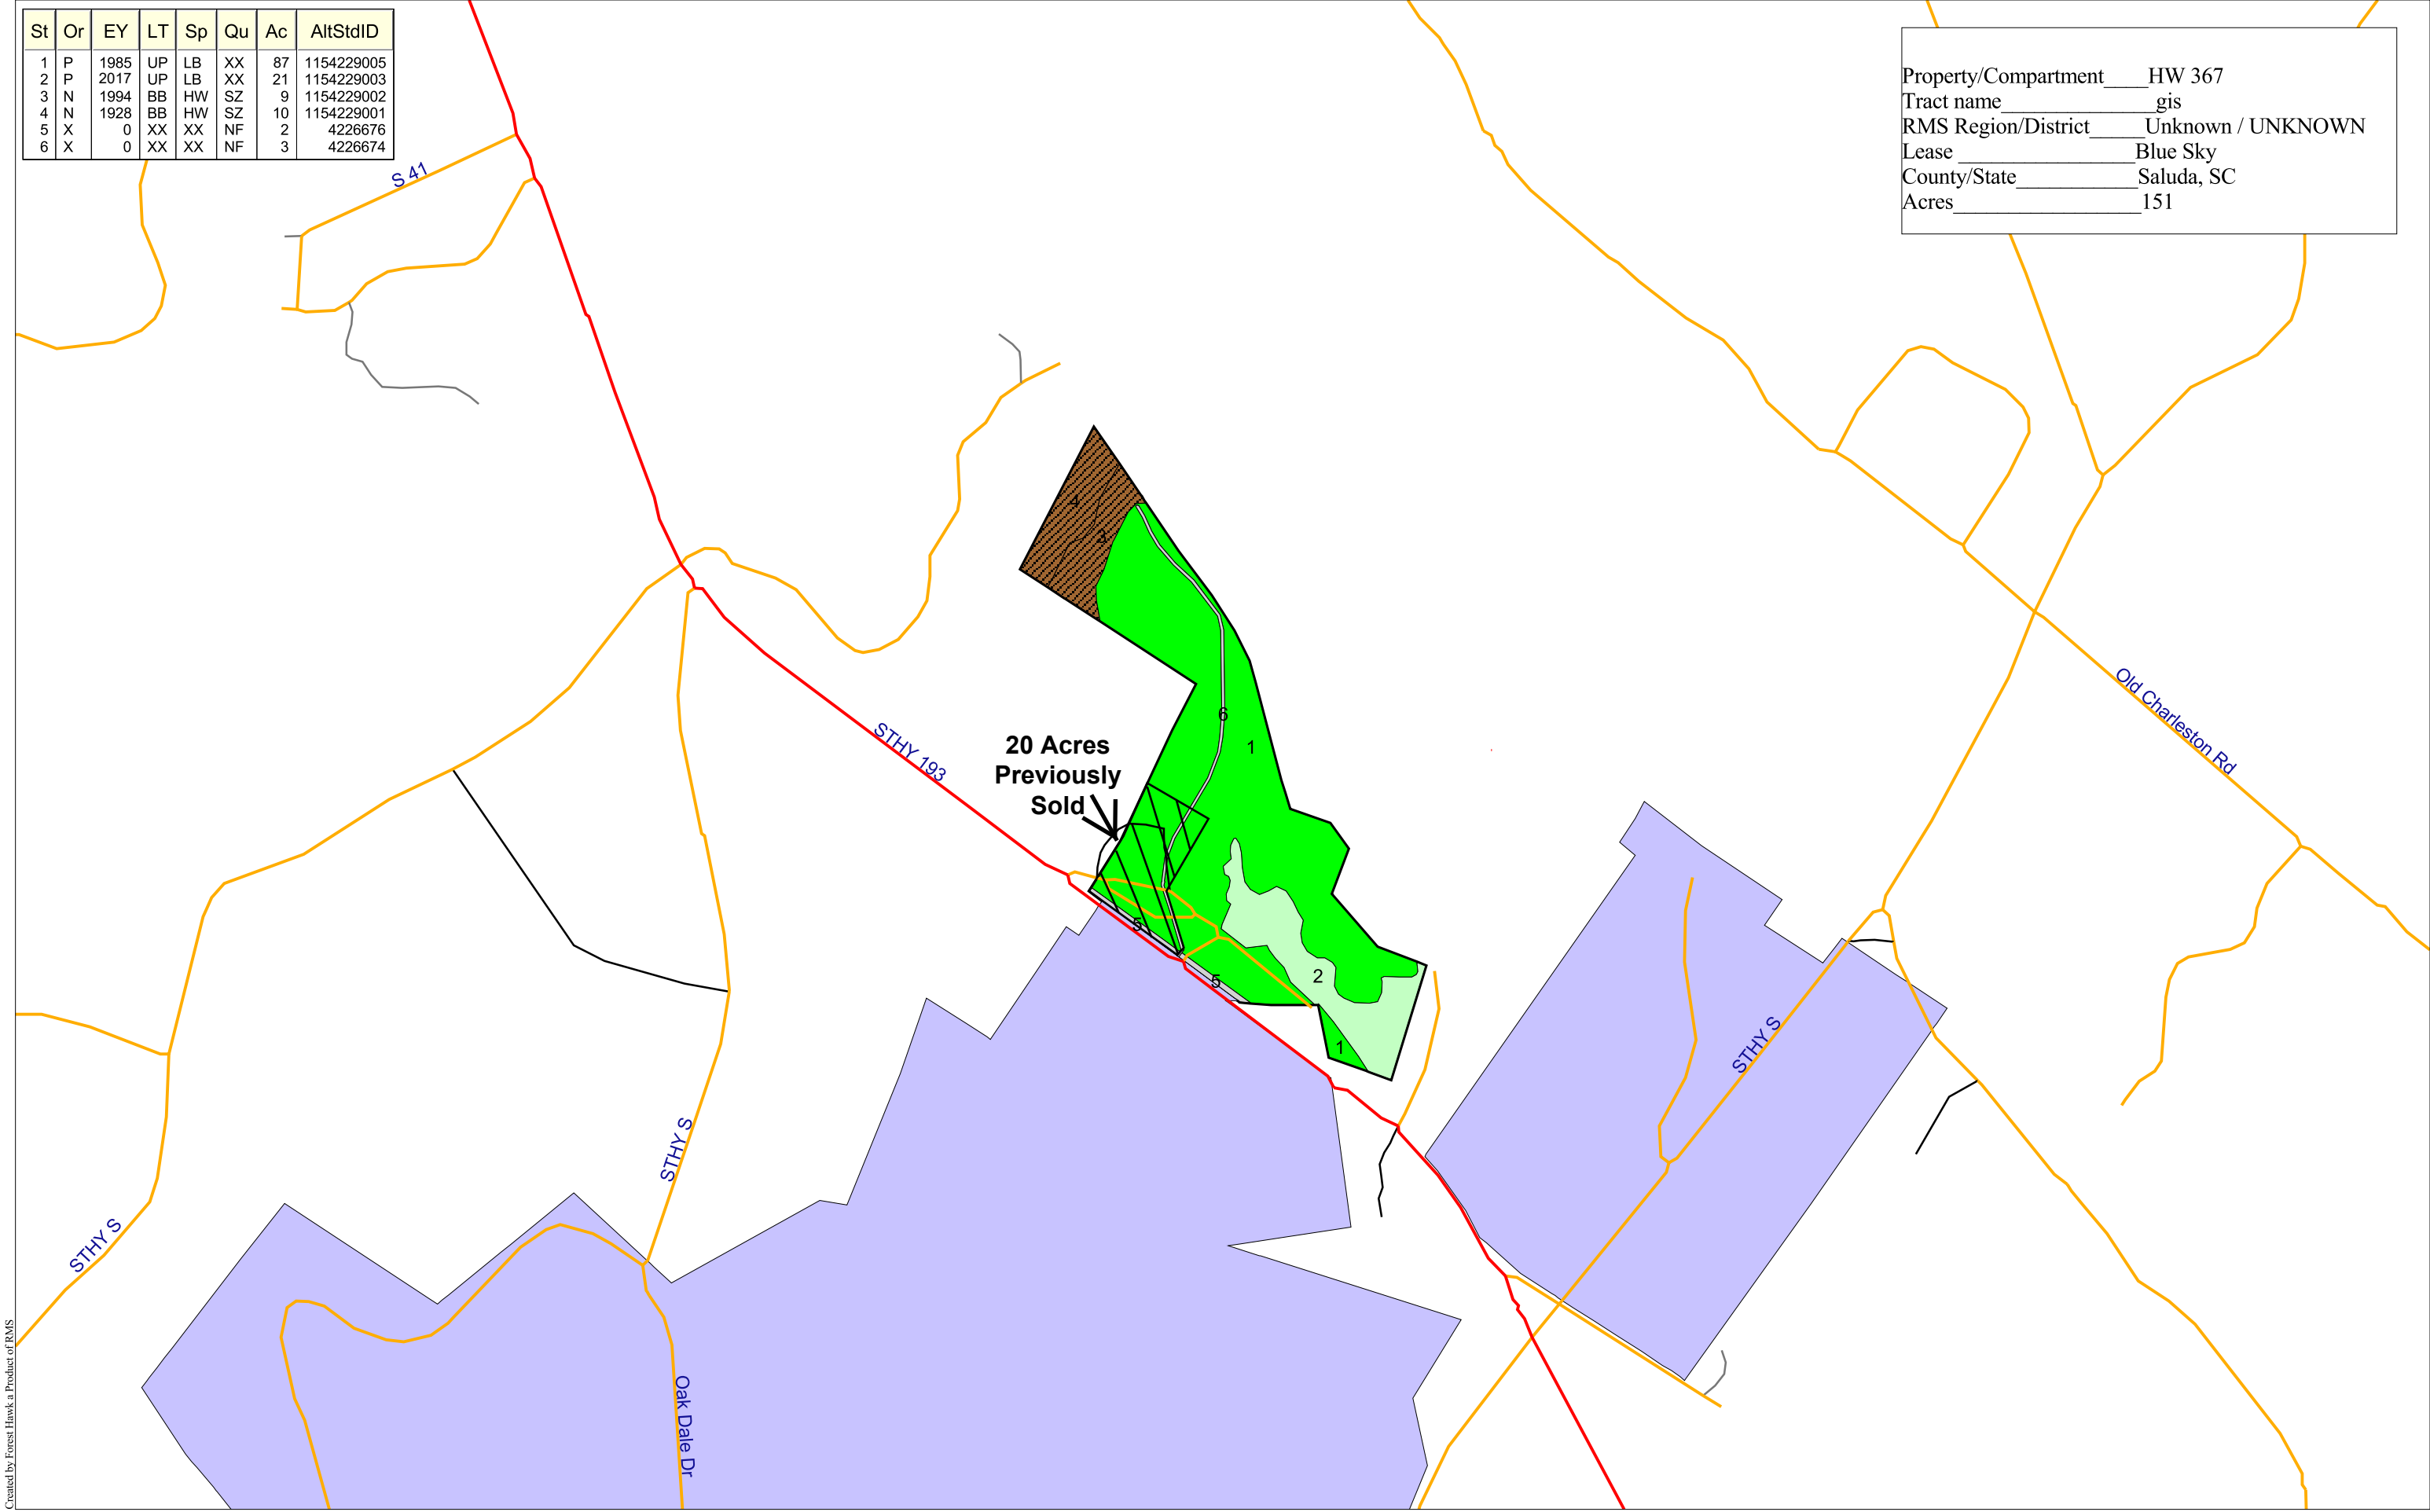 St Or EY LT Sp Qu Ac AltStdID
1 P 1985 UP LB XX 87 1154229005
2 P 2017 UP LB XX 21 1154229003
3 N 1994 BB HW SZ 9 1154229002
4 N 1928 BB HW SZ 10 1154229001
5 X 0 XX XX NF 2 4226676
6 X 0 XX XX NF 3 4226674
Property/Compartment____HW 367
Tract name______________gis
RMS Region/District_____Unknown / UNKNOWN
Lease ________________Blue Sky
County/State___________Saluda, SC
Acres_________________151
S 41
4
3
6
1
STHY 193
20 Acres
Previously
Sold
Old Charleston Rd
5
5
2
1
STHY S
STHY S
STHY S
Oak Dale Dr
Created by Forest Hawk a Product of RMS